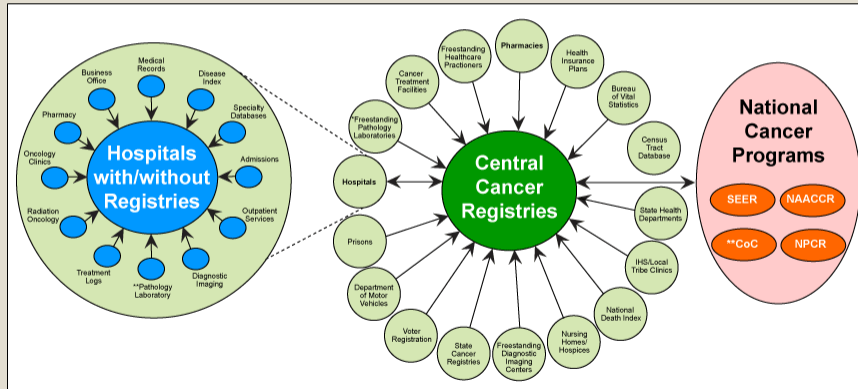 Medical
Records
Business
Office
Disease
Index
Pharmacy
Specialty
Databases
Oncology
Clinics
Admissions
Radiation
Oncology
Outpatient
Services
Treatment
Logs
**Pathology
Laboratory
Diagnostic
Imaging
Hospitals
with/without
Registries
Hospitals
*Freestanding
Pathology
Laboratories
Cancer
Treatment
Facilities
Freestanding
Healthcare
Practioners
Pharmacies
Health
Insurance
Plans
Bureau
of Vital
Statistics
Census
Tract
Database
State Health
Departments
IHS/Local
Tribe Clinics
National
Death Index
Nursing
Homes/
Hospices
Freestanding
Diagnostic
Imaging
Centers
State
Cancer
Registries
Voter
Registration
Department
of Motor
Vehicles
Prisons
Central
Cancer
Registries
National
Cancer
Programs
SEER
NAACCR
**CoC
NPCR